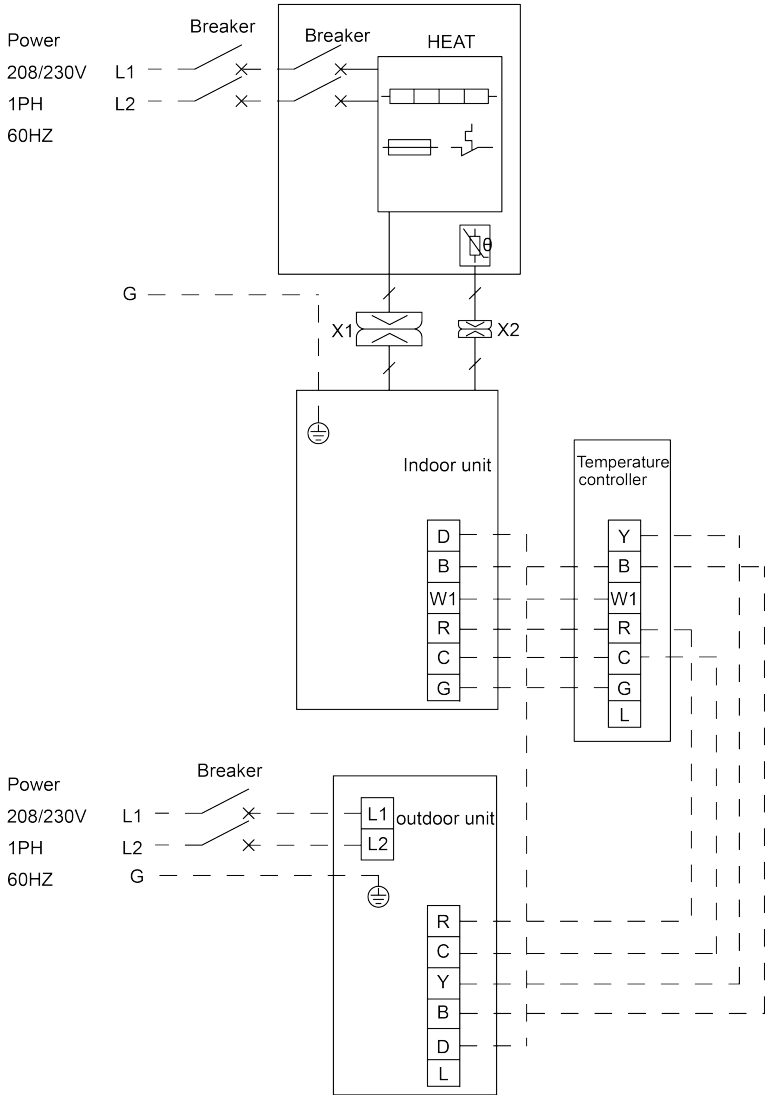 Breaker
Breaker
Power
HEAT
208/230V L1
1PH L2
60HZ
θ
G
X1
X2
Indoor unit
Temperature
controller
D
Y
B
B
W1
W1
R
R
C
C
G
G
L
Breaker
Power
208/230V L1
L1
outdoor unit
1PH L2
L2
60HZ G
R
C
Y
B
D
L